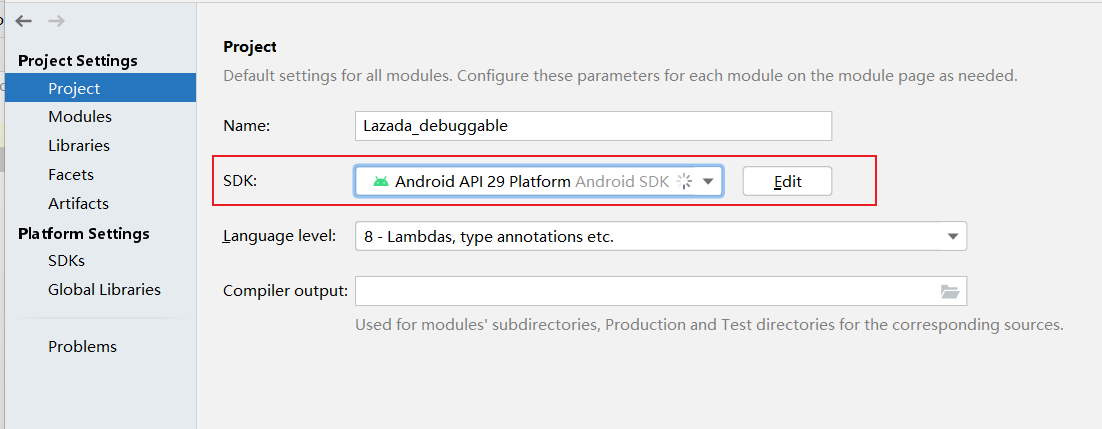 Project Settings
Project
Modules
Libraries
Facets
Artifacts
Platform Settings
SDKs
Global Libraries
Problems
Project
Default settings for all modules. Configure these parameters for each module on the module page as needed.
Name: Lazada_debuggable
SDK: Android API 29 Platform Android SDK Edit
Language level: 8 - Lambdas, type annotations etc.
Compiler output:
Used for modules' subdirectories, Production and Test directories for the corresponding sources.